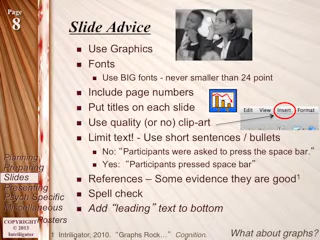 Page
8
Slide Advice
Use Graphics
Fonts
Use BIG fonts - never smaller than 24 point
Include page numbers
Put titles on each slide
Edit View Insert Format
Use quality (or no) clip-art
Limit text! - Use short sentences / bullets
No: "Participants were asked to press the space bar."
Yes: "Participants pressed space bar"
References – Some evidence they are good1
Spell check
Add "leading" text to bottom
Planning
Preparing
Slides
Presenting
Psych Specific
Miscellaneous
Posters
COPYRIGHT
© 2013
Intriligator
1 Intriligator, 2010. "Graphs Rock…" Cognition.
What about graphs?